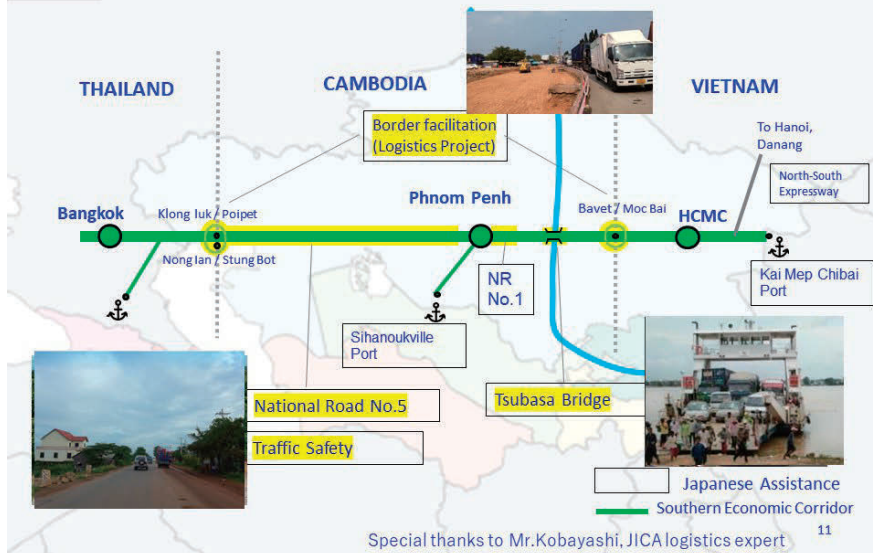 THAILAND
CAMBODIA
VIETNAM
Border facilitation
(Logistics Project)
To Hanoi,
Danang
North-South
Expressway
Bangkok
Klong luk / Poipet
Phnom Penh
Bavet / Moc Bai
HCMC
Nong Ian / Stung Bot
NR
No.1
Kai Mep Chibai
Port
Sihanoukville
Port
National Road No.5
Tsubasa Bridge
Traffic Safety
Japanese Assistance
Southern Economic Corridor
11
Special thanks to Mr.Kobayashi, JICA logistics expert